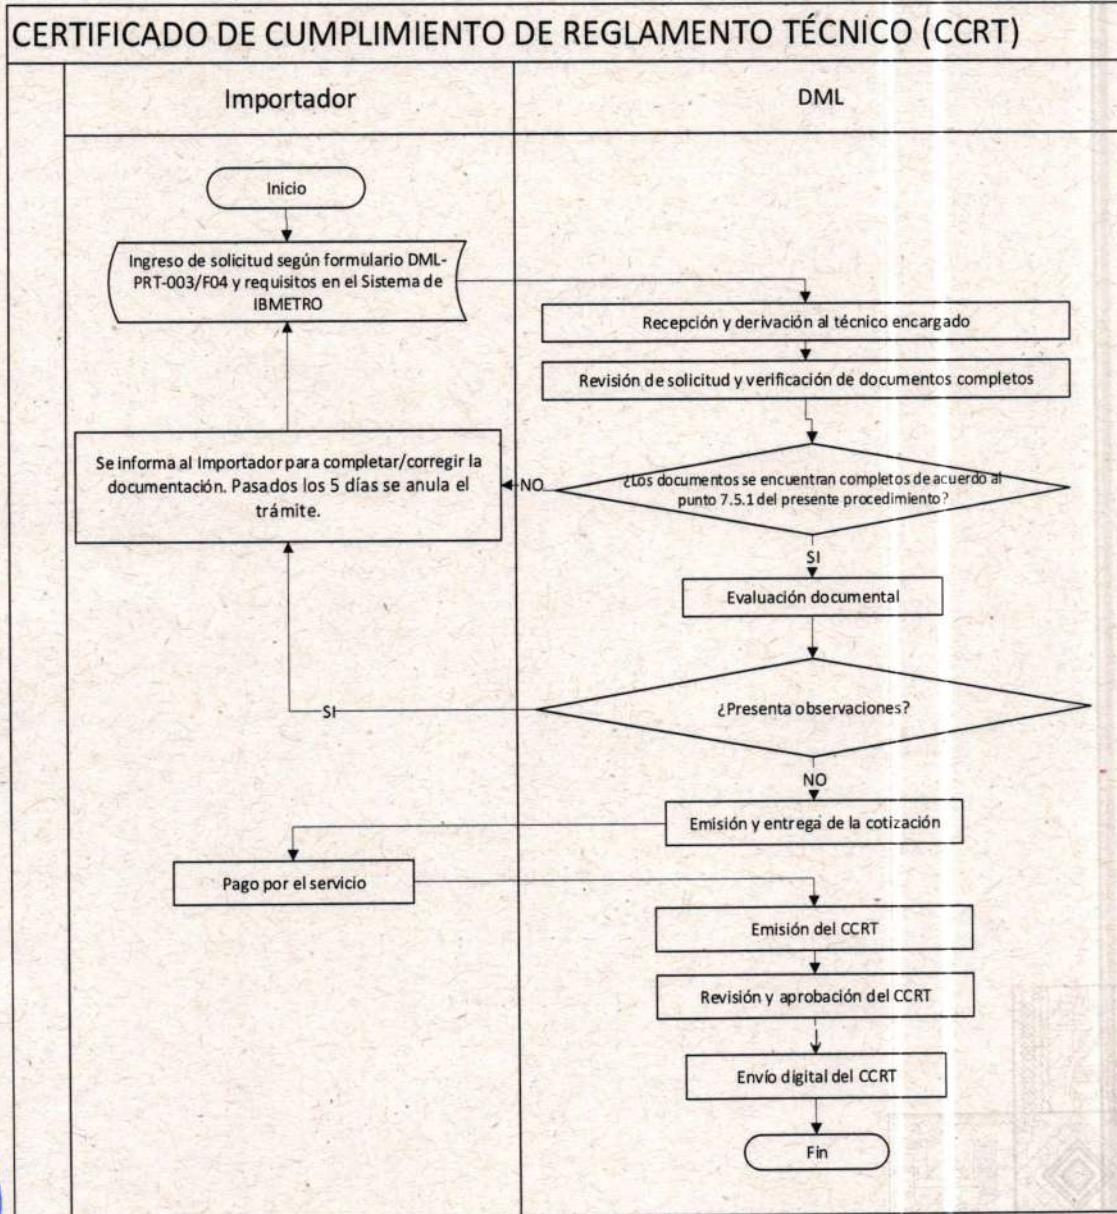 CERTIFICADO DE CUMPLIMIENTO DE REGLAMENTO TÉCNICO (CCRT)
Importador
DML
Inicio
Ingreso de solicitud según formulario DML-
PRT-003/F04 y requisitos en el Sistema de
IBMETRO
Recepción y derivación al técnico encargado
Revisión de solicitud y verificación de documentos completos
¿Los documentos se encuentran completos de acuerdo al
punto 7.5.1 del presente procedimiento?
NO
Se informa al Importador para completar/corregir la
documentación. Pasados los 5 días se anula el
trámite.
SI
Evaluación documental
¿Presenta observaciones?
SI
NO
Emisión y entrega de la cotización
Pago por el servicio
Emisión del CCRT
Revisión y aprobación del CCRT
Envío digital del CCRT
Fin